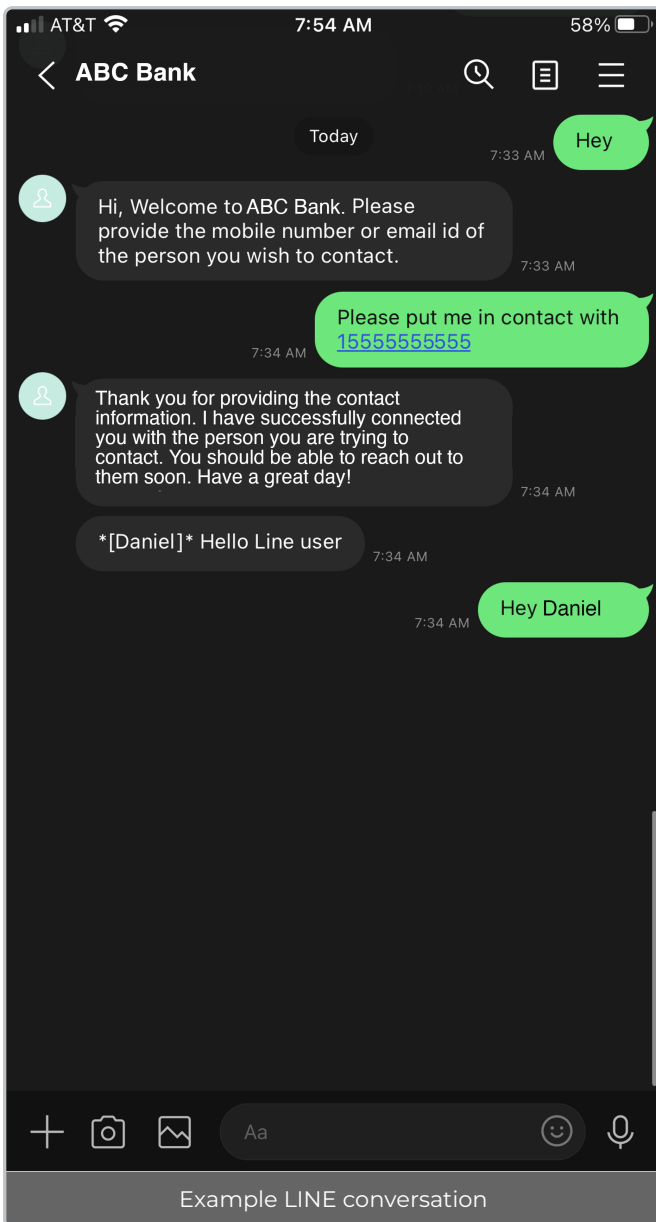 AT&T 7:54 AM 58%
ABC Bank
Today
Hey
7:33 AM
Hi, Welcome to ABC Bank. Please
provide the mobile number or email id of
the person you wish to contact.
7:33 AM
Please put me in contact with
15555555555
7:34 AM
Thank you for providing the contact
information. I have successfully connected
you with the person you are trying to
contact. You should be able to reach out to
them soon. Have a great day!
7:34 AM
*[Daniel]* Hello Line user
7:34 AM
Hey Daniel
7:34 AM
Aa
Example LINE conversation